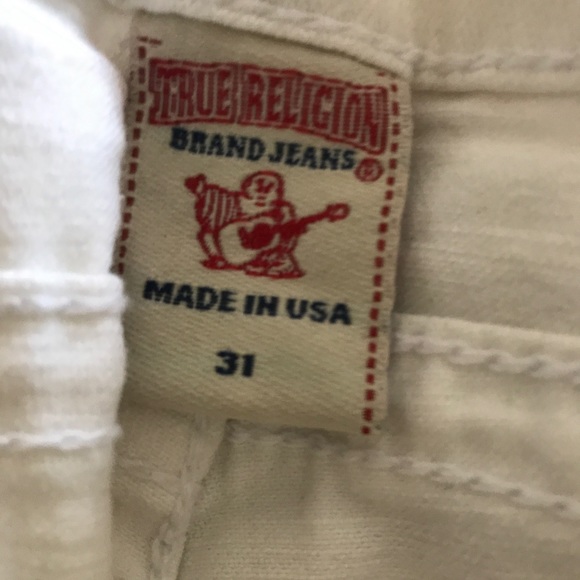 TRUE RELIGION
BRAND JEANS®
MADE IN USA
31